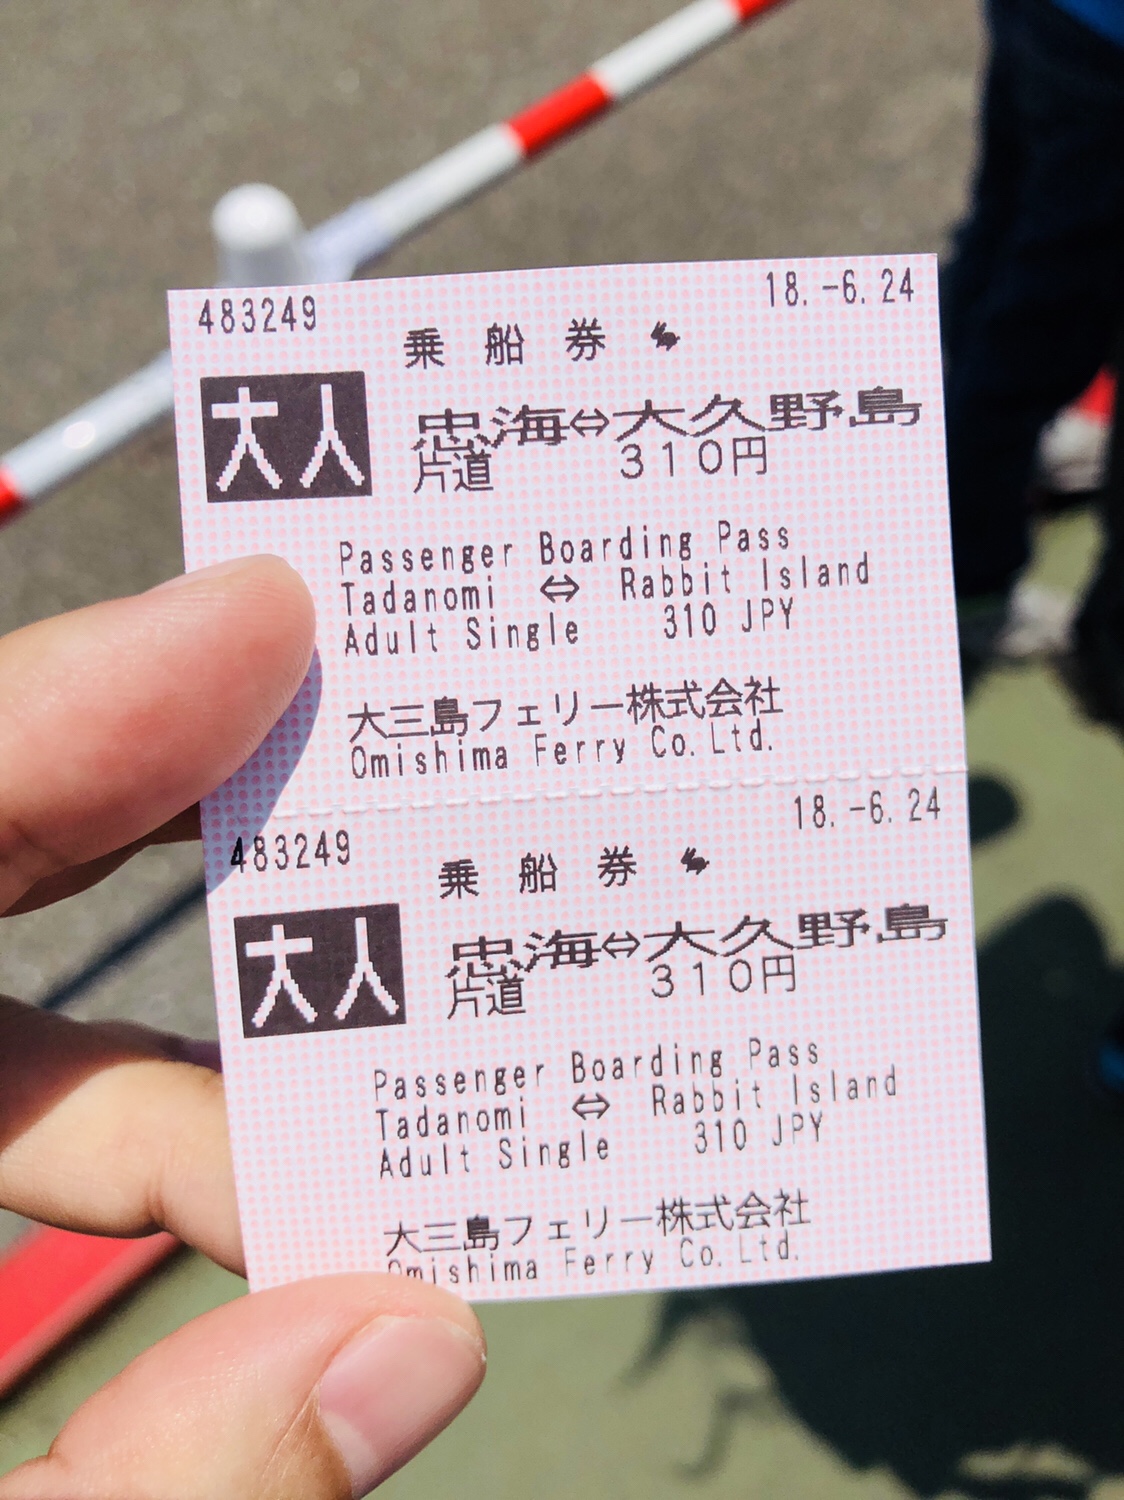 483249
18.-6.24
乗船券
大人
忠海⇔大久野島
片道 310円
Passenger Boarding Pass
Tadanomi ⇔ Rabbit Island
Adult Single 310 JPY
大三島フェリー株式会社
Omishima Ferry Co.Ltd.
18.-6.24
483249
乗船券
大人
忠海⇔大久野島
片道 310円
Passenger Boarding Pass
Tadanomi ⇔ Rabbit Island
Adult Single 310 JPY
大三島フェリー株式会社
Omishima Ferry Co.Ltd.